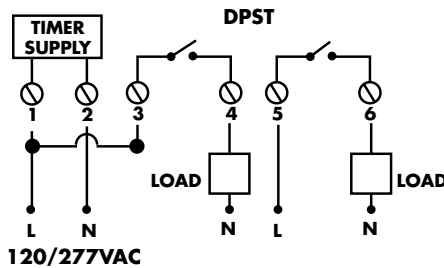 DPST
TIMER
SUPPLY
1 2 3 4 5 6
LOAD LOAD
L N N L N
120/277VAC